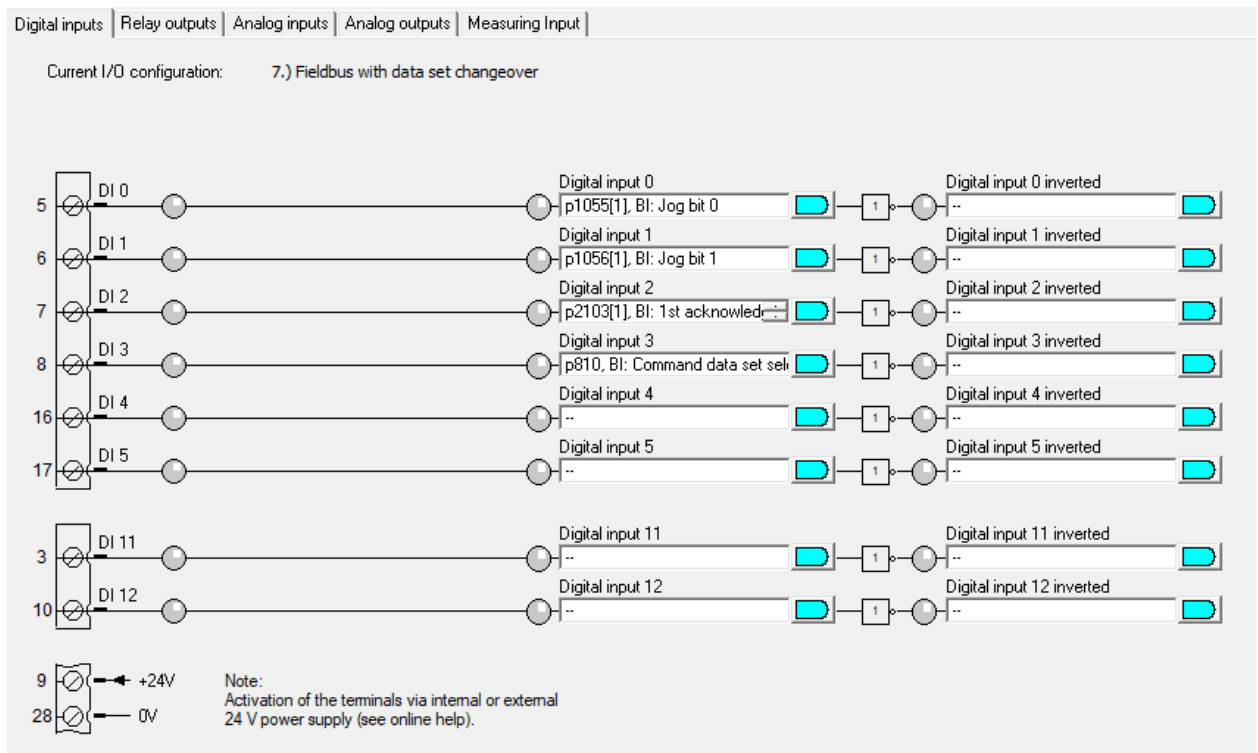 Digital inputs Relay outputs Analog inputs Analog outputs Measuring Input
Current I/O configuration: 7.) Fieldbus with data set changeover
Digital input 0 Digital input 0 inverted
5 DI 0 p1055[1], BI: Jog bit 0 1 --
Digital input 1 Digital input 1 inverted
6 DI 1 p1056[1], BI: Jog bit 1 1 --
Digital input 2 Digital input 2 inverted
7 DI 2 p2103[1], BI: 1st acknowled 1 --
Digital input 3 Digital input 3 inverted
8 DI 3 p810, BI: Command data set sel 1 --
Digital input 4 Digital input 4 inverted
16 DI 4 -- 1 --
Digital input 5 Digital input 5 inverted
17 DI 5 -- 1 --
Digital input 11 Digital input 11 inverted
3 DI 11 -- 1 --
Digital input 12 Digital input 12 inverted
10 DI 12 -- 1 --
9 +24V Note:
Activation of the terminals via internal or external
28 0V 24 V power supply (see online help).